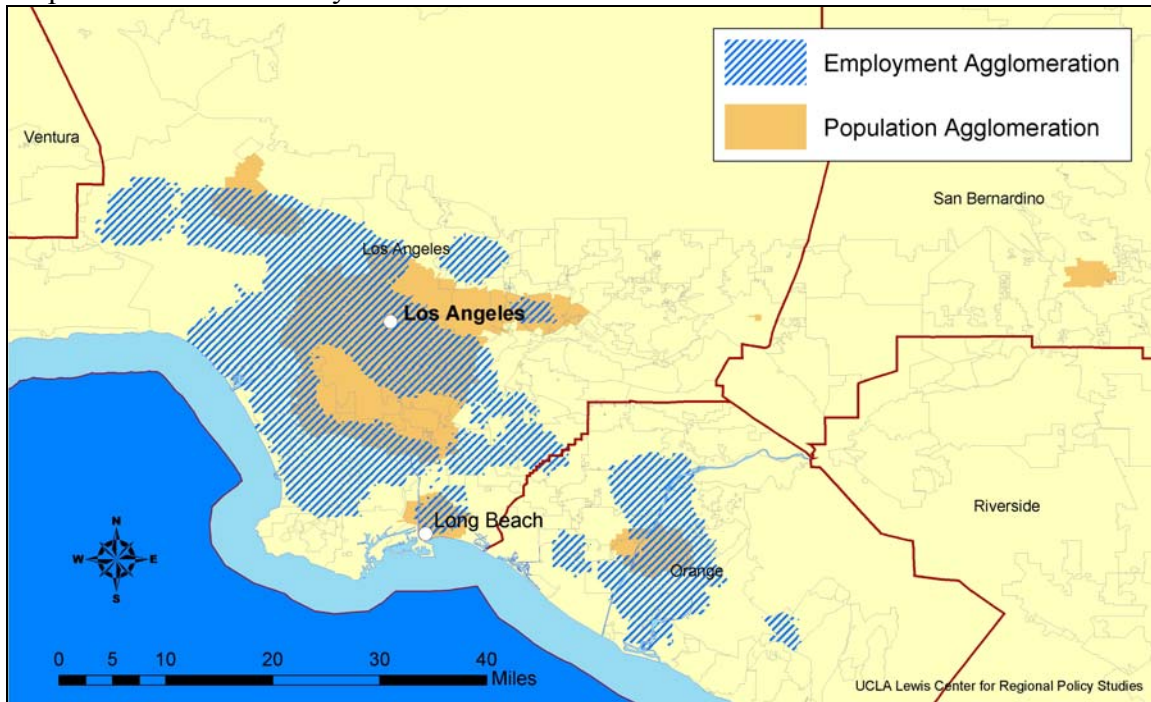 Employment Agglomeration
Population Agglomeration
Ventura
San Bernardino
Los Angeles
Los Angeles
Long Beach
Riverside
Orange
N
W E
S
0 5 10 20 30 40
Miles
UCLA Lewis Center for Regional Policy Studies